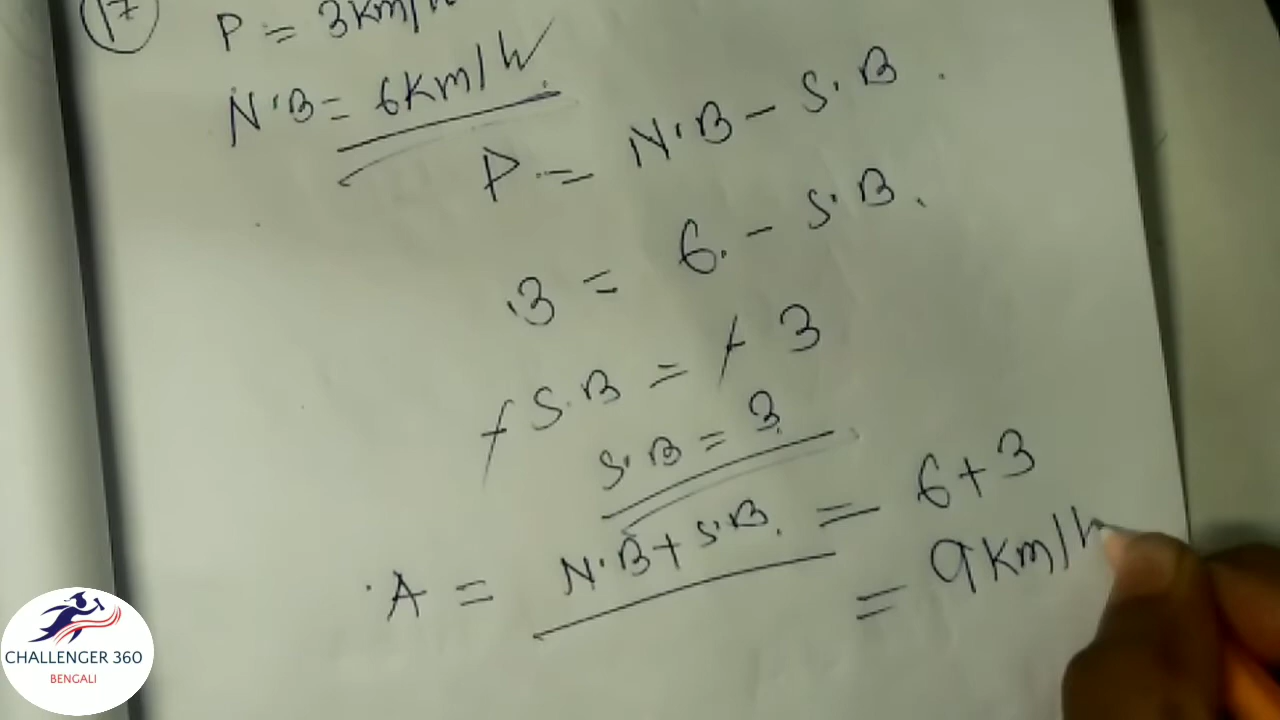 17
P = 3km/h
N.B = 6km/h
P = N.B - S.B
3 = 6 - S.B.
+ S.B = + 3
S.B = 3
A = N.B + S.B. = 6+3
= 9km/h
CHALLENGER 360
BENGALI